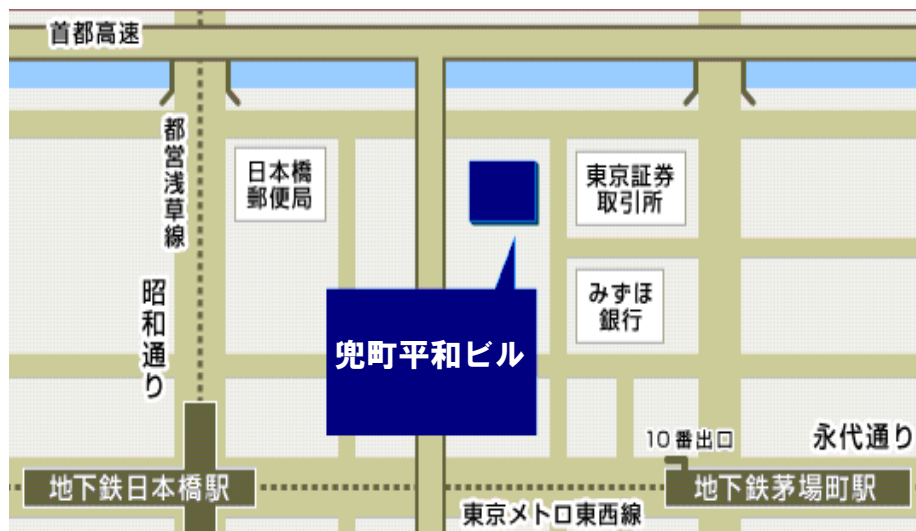 首都高速
都営浅草線
日本橋
郵便局
東京証券
取引所
昭和通り
みずほ
銀行
兜町平和ビル
10番出口
永代通り
地下鉄日本橋駅
地下鉄茅場町駅
東京メトロ東西線